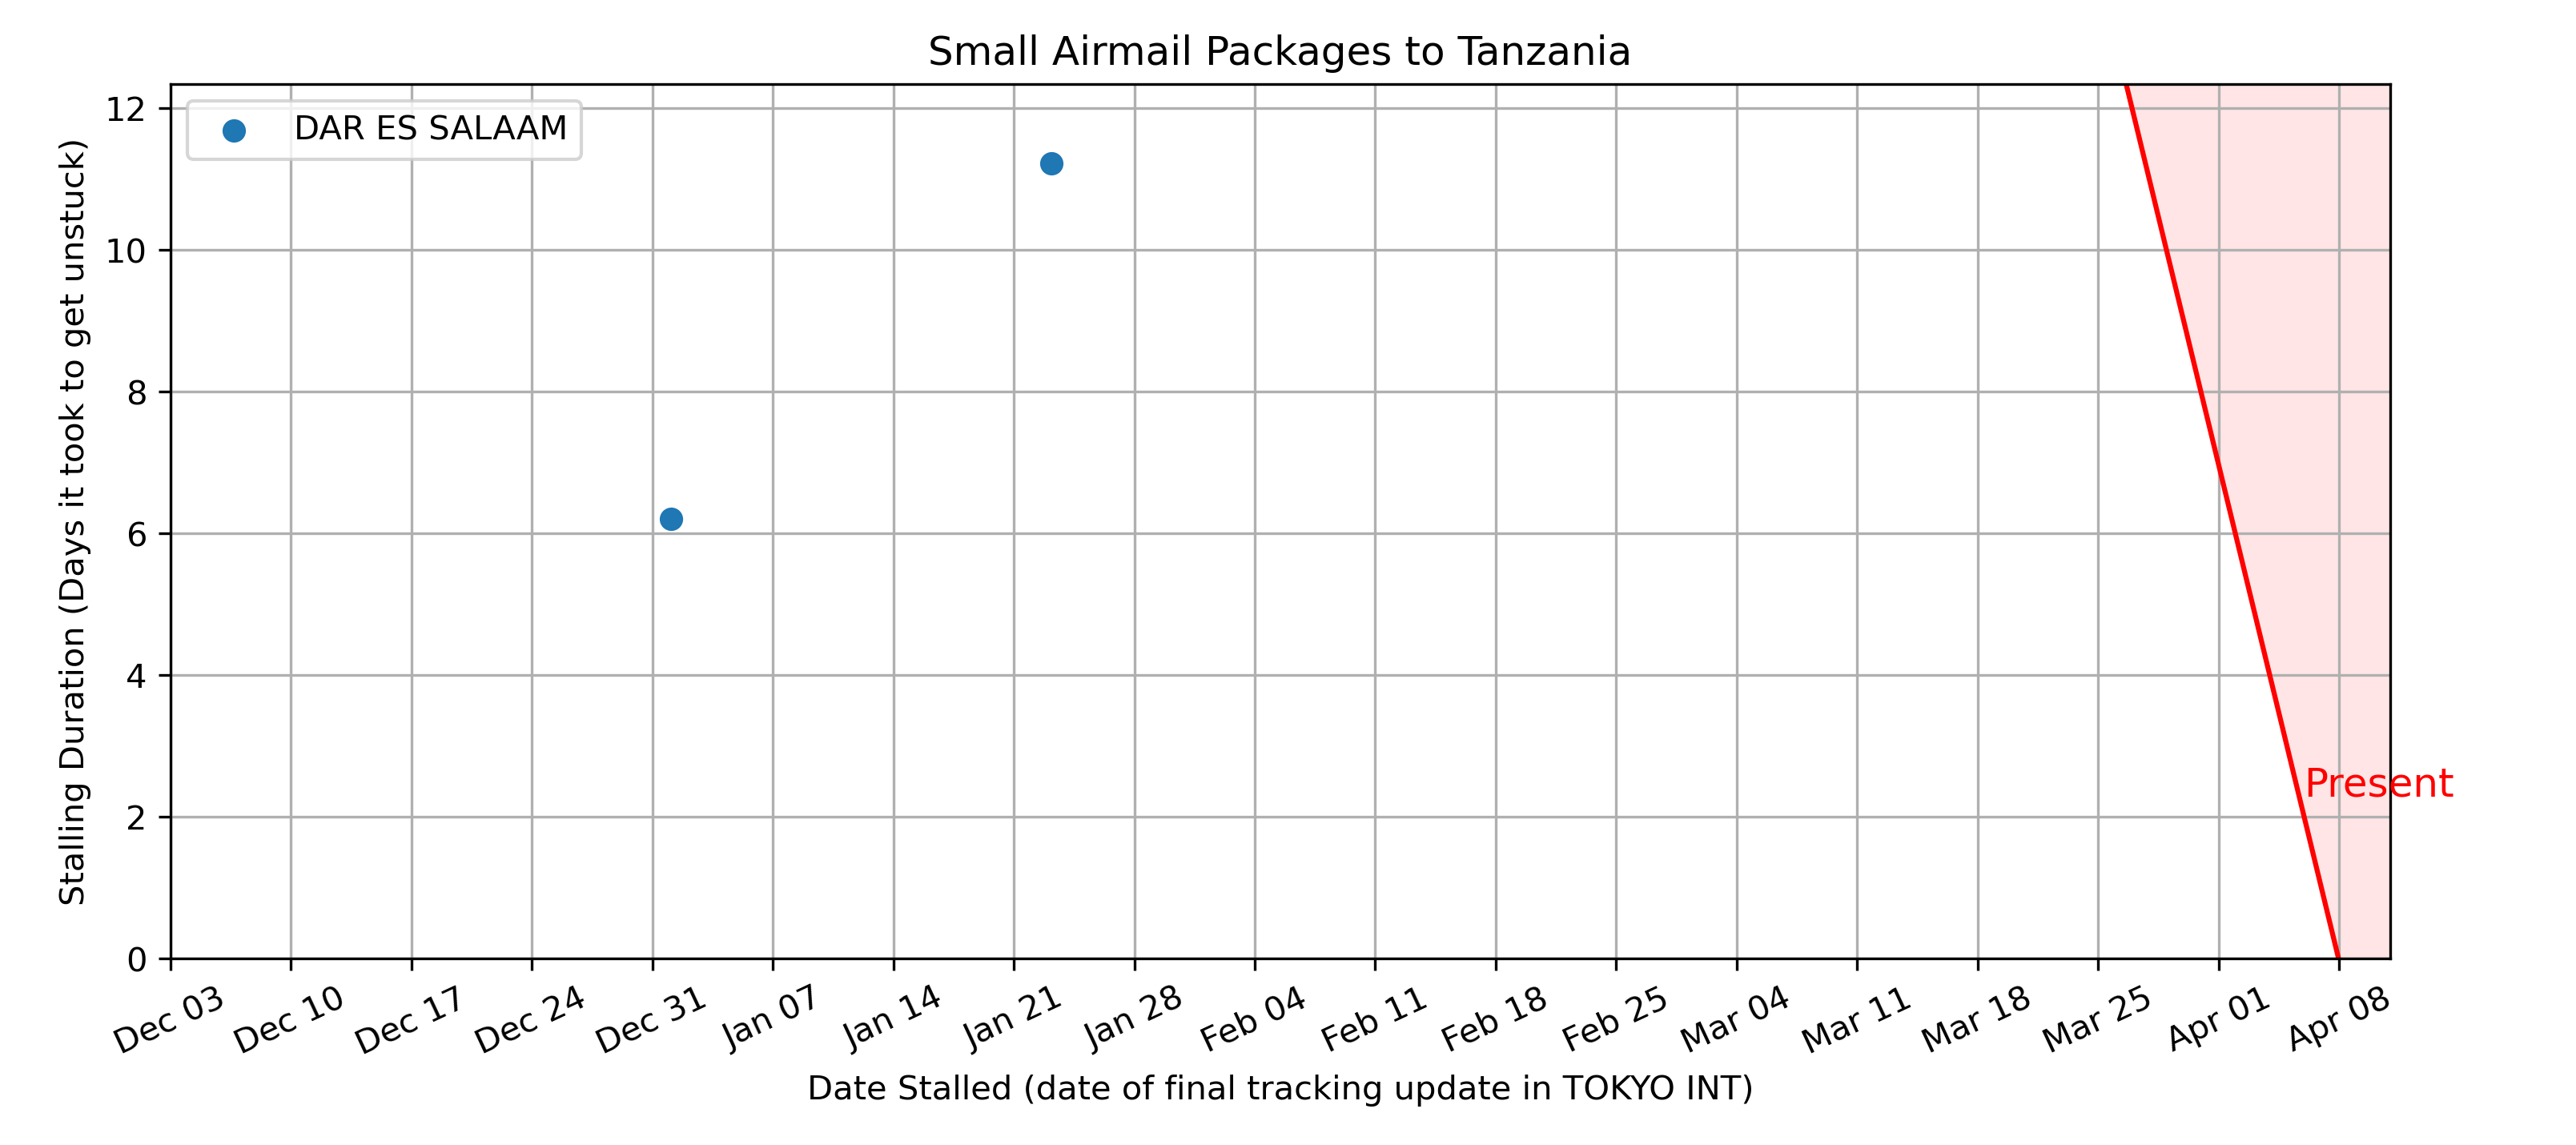 Small Airmail Packages to Tanzania
DAR ES SALAAM
Stalling Duration (Days it took to get unstuck)
12
10
8
6
4
2
0
Present
Dec 03
Dec 10
Dec 17
Dec 24
Dec 31
Jan 07
Jan 14
Jan 21
Jan 28
Feb 04
Feb 11
Feb 18
Feb 25
Mar 04
Mar 11
Mar 18
Mar 25
Apr 01
Apr 08
Date Stalled (date of final tracking update in TOKYO INT)